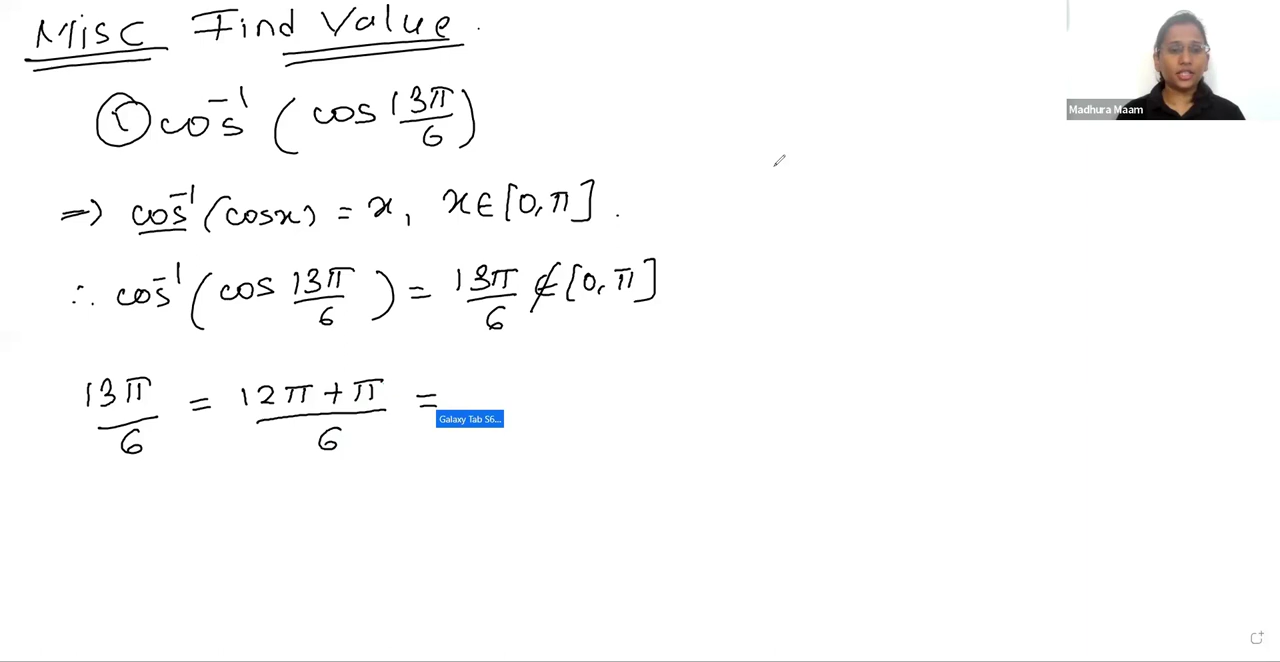 Misc Find Value.
① cos⁻¹ (cos 13π/6)
⇒ cos⁻¹ (cosx) = x, x ∈ [0, π].
∴ cos⁻¹ (cos 13π/6) = 13π/6 ∉ [0, π]
13π/6 = 12π + π/6 =
Galaxy Tab S6...
Madhura Maam